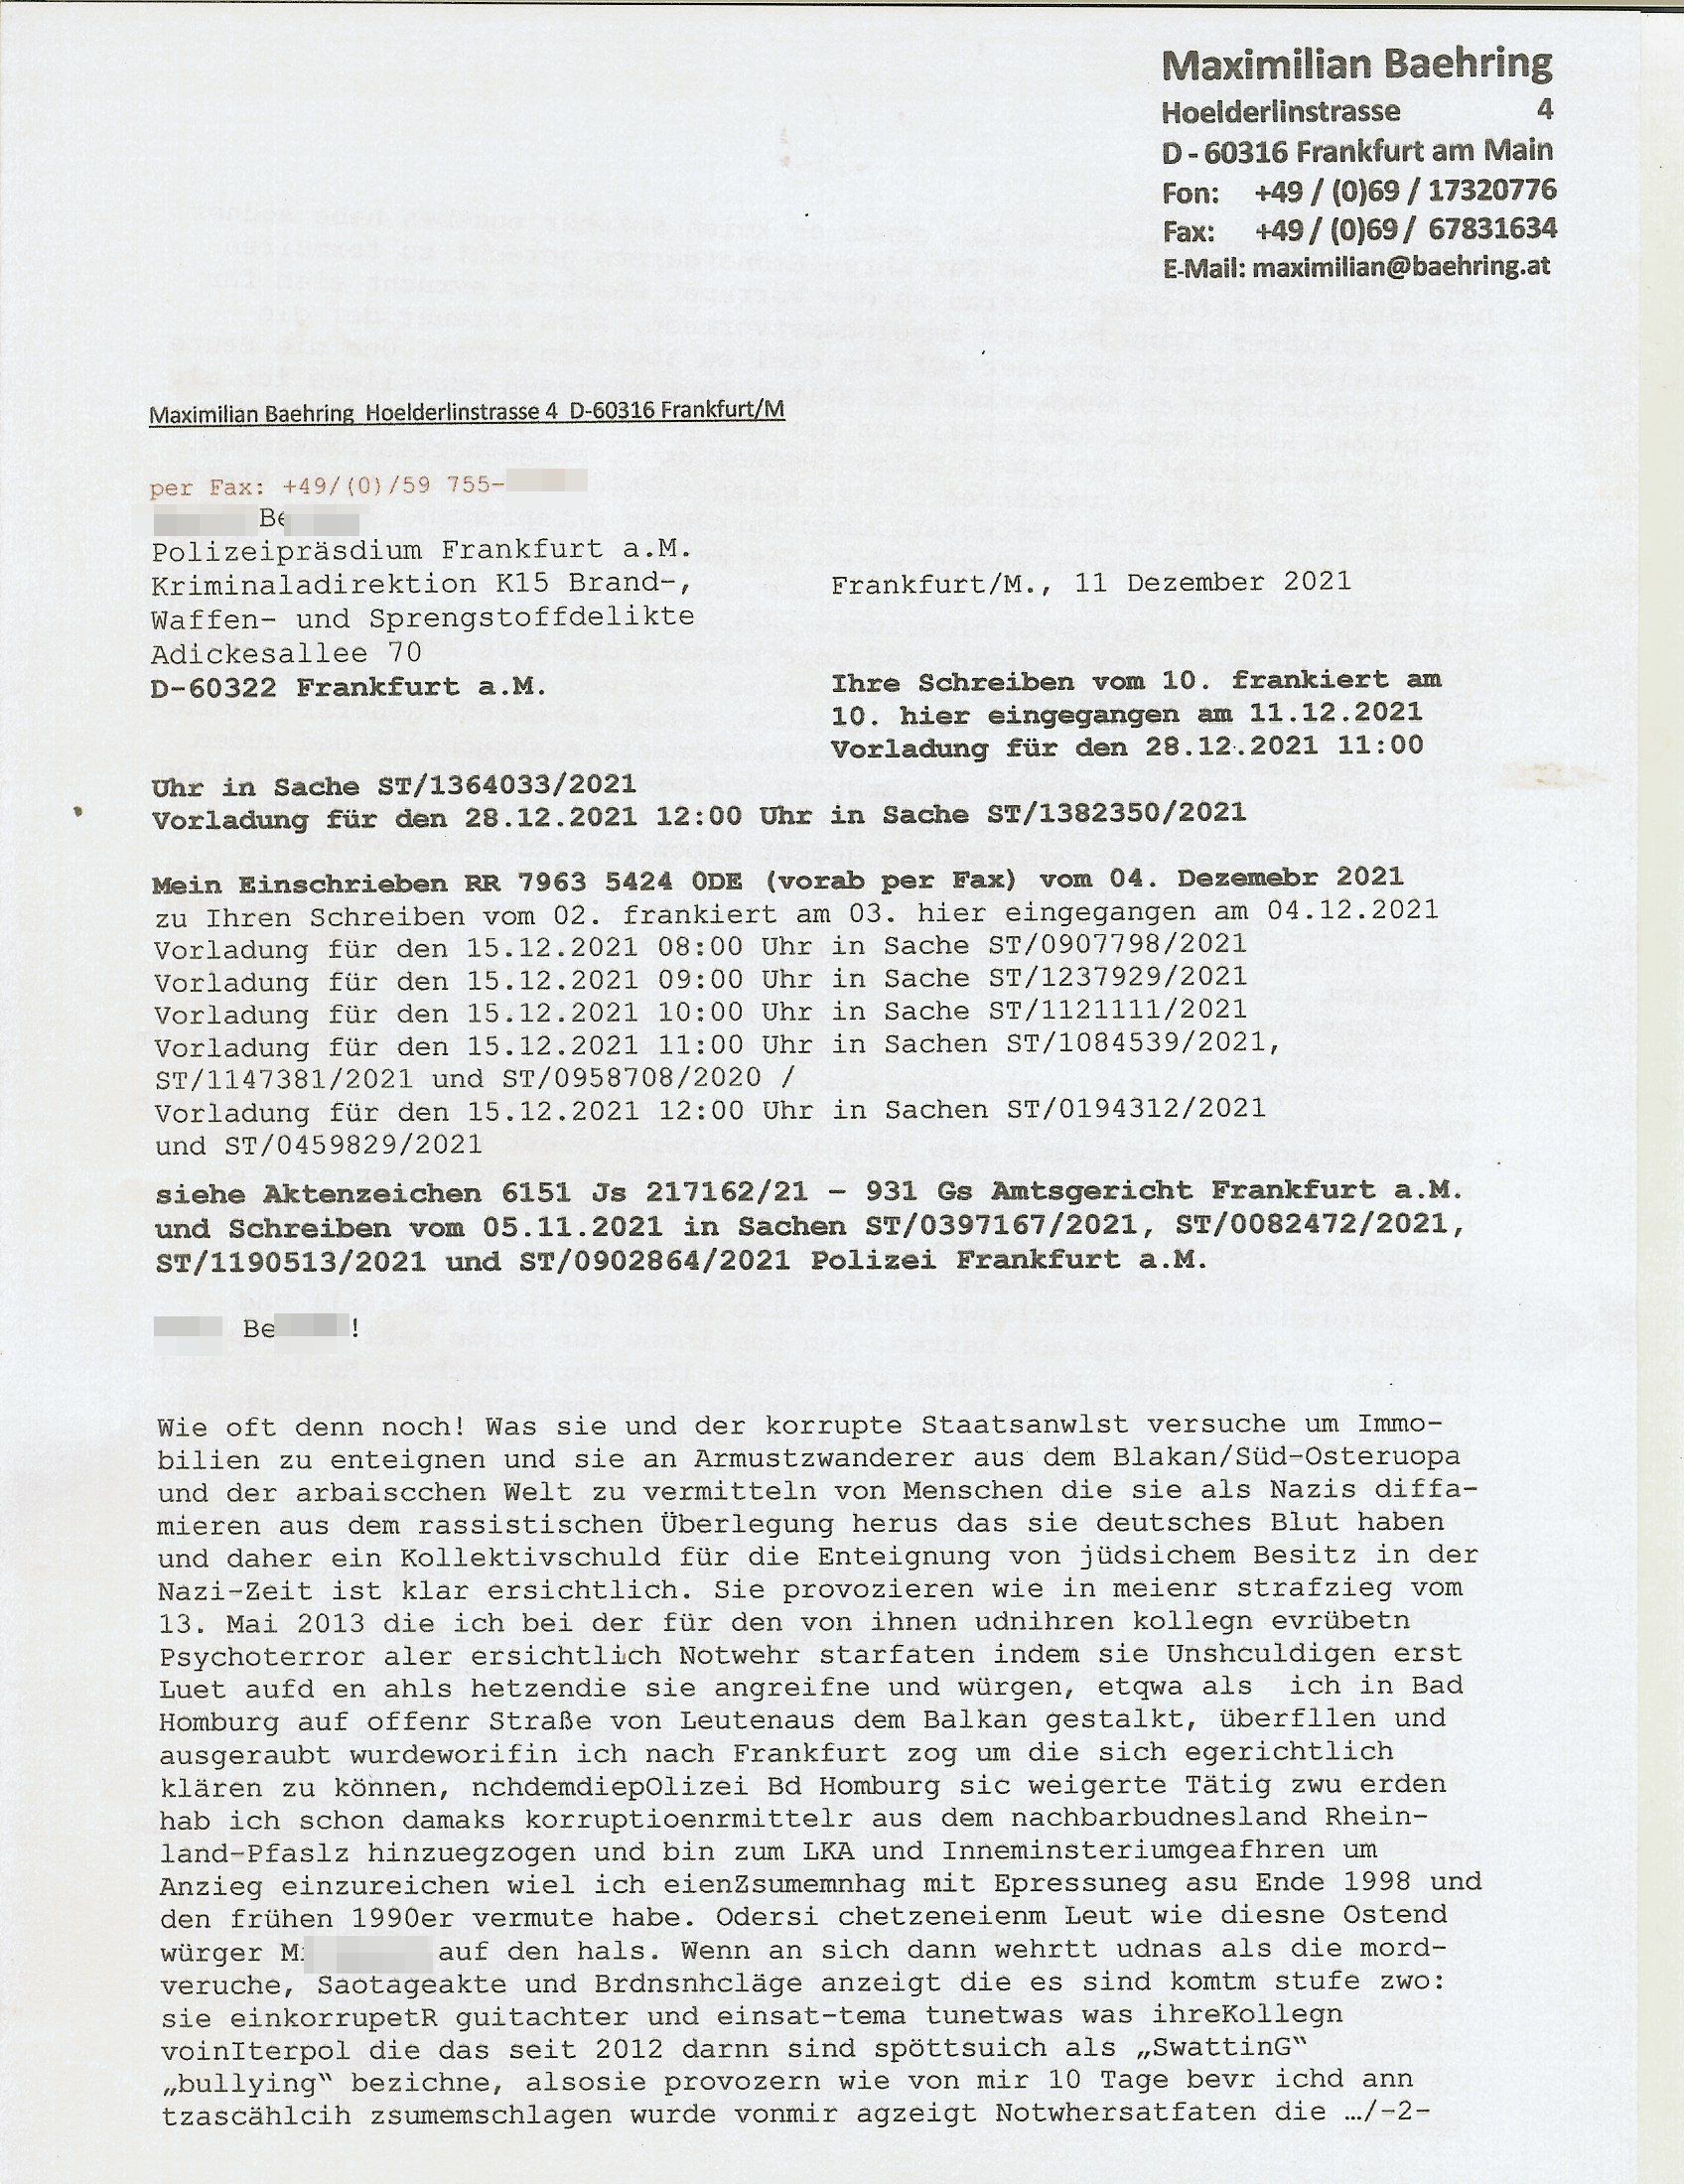 Maximilian Baehring
Hoelderlinstrasse 4
D - 60316 Frankfurt am Main
Fon: +49 / (0)69 / 17320776
Fax: +49 / (0)69 / 67831634
E-Mail: maximilian@baehring.at
Maximilian Baehring Hoelderlinstrasse 4 D-60316 Frankfurt/M
per Fax: +49/(0)/59 755-
Be
Polizeipräsdium Frankfurt a.M.
Kriminaladirektion K15 Brand-,
Waffen- und Sprengstoffdelikte
Adickesallee 70
D-60322 Frankfurt a.M.
Frankfurt/M., 11 Dezember 2021
Ihre Schreiben vom 10. frankiert am
10. hier eingegangen am 11.12.2021
Vorladung für den 28.12.2021 11:00
Uhr in Sache ST/1364033/2021
Vorladung für den 28.12.2021 12:00 Uhr in Sache ST/1382350/2021
Mein Einschrieben RR 7963 5424 0DE (vorab per Fax) vom 04. Dezemebr 2021
zu Ihren Schreiben vom 02. frankiert am 03. hier eingegangen am 04.12.2021
Vorladung für den 15.12.2021 08:00 Uhr in Sache ST/0907798/2021
Vorladung für den 15.12.2021 09:00 Uhr in Sache ST/1237929/2021
Vorladung für den 15.12.2021 10:00 Uhr in Sache ST/1121111/2021
Vorladung für den 15.12.2021 11:00 Uhr in Sachen ST/1084539/2021,
ST/1147381/2021 und ST/0958708/2020 /
Vorladung für den 15.12.2021 12:00 Uhr in Sachen ST/0194312/2021
und ST/0459829/2021
siehe Aktenzeichen 6151 Js 217162/21 – 931 Gs Amtsgericht Frankfurt a.M.
und Schreiben vom 05.11.2021 in Sachen ST/0397167/2021, ST/0082472/2021,
ST/1190513/2021 und ST/0902864/2021 Polizei Frankfurt a.M.
Be !
Wie oft denn noch! Was sie und der korrupte Staatsanwlst versuche um Immo-
bilien zu enteignen und sie an Armustzwanderer aus dem Blakan/Süd-Osteruopa
und der arbaiscchen Welt zu vermitteln von Menschen die sie als Nazis diffa-
mieren aus dem rassistischen Überlegung herus das sie deutsches Blut haben
und daher ein Kollektivschuld für die Enteignung von jüdsichem Besitz in der
Nazi-Zeit ist klar ersichtlich. Sie provozieren wie in meienr strafzieg vom
13. Mai 2013 die ich bei der für den von ihnen udnihren kollegn evrübetn
Psychoterror aler ersichtlich Notwehr starfaten indem sie Unshculdigen erst
Luet aufd en ahls hetzendie sie angreifne und würgen, etqwa als ich in Bad
Homburg auf offenr Straße von Leutenaus dem Balkan gestalkt, überfllen und
ausgeraubt wurdeworifin ich nach Frankfurt zog um die sich egerichtlich
klären zu können, nchdemdiepOlizei Bd Homburg sic weigerte Tätig zwu erden
hab ich schon damaks korruptioenrmittelr aus dem nachbarbudnesland Rhein-
land-Pfaslz hinzuegzogen und bin zum LKA und Inneminsteriumgeafhren um
Anzieg einzureichen wiel ich eienZsumemnhag mit Epressuneg asu Ende 1998 und
den frühen 1990er vermute habe. Odersi chetzeneienm Leut wie diesne Ostend
würger M auf den hals. Wenn an sich dann wehrtt udnas als die mord-
veruche, Saotageakte und Brdnsnhcläge anzeigt die es sind komtm stufe zwo:
sie einkorrupetR guitachter und einsat-tema tunetwas was ihreKollegn
voinIterpol die das seit 2012 darnn sind spöttsuich als „SwattinG“
„bullying“ bezichne, alsosie provozern wie von mir 10 Tage bevr ichd ann
tzascählcih zsumemschlagen wurde vonmir agzeigt Notwhersatfaten die …/-2-